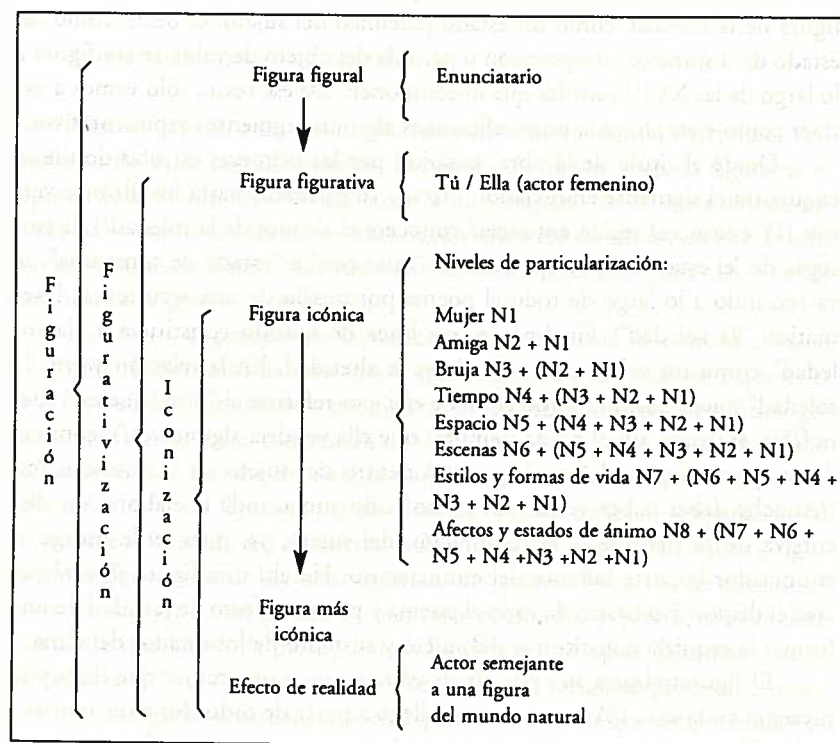 Figuración
Figurativización
Iconización
Figura figural
Enunciatario
Figura figurativa
Tú / Ella (actor femenino)
Figura icónica
Niveles de particularización:
Mujer N1
Amiga N2 + N1
Bruja N3 + (N2 + N1)
Tiempo N4 + (N3 + N2 + N1)
Espacio N5 + (N4 + N3 + N2 + N1)
Escenas N6 + (N5 + N4 + N3 + N2 + N1)
Estilos y formas de vida N7 + (N6 + N5 + N4 +
N3 + N2 + N1)
Afectos y estados de ánimo N8 + (N7 + N6 +
N5 + N4 +N3 +N2 +N1)
Figura más
icónica
Efecto de realidad
Actor semejante
a una figura
del mundo natural